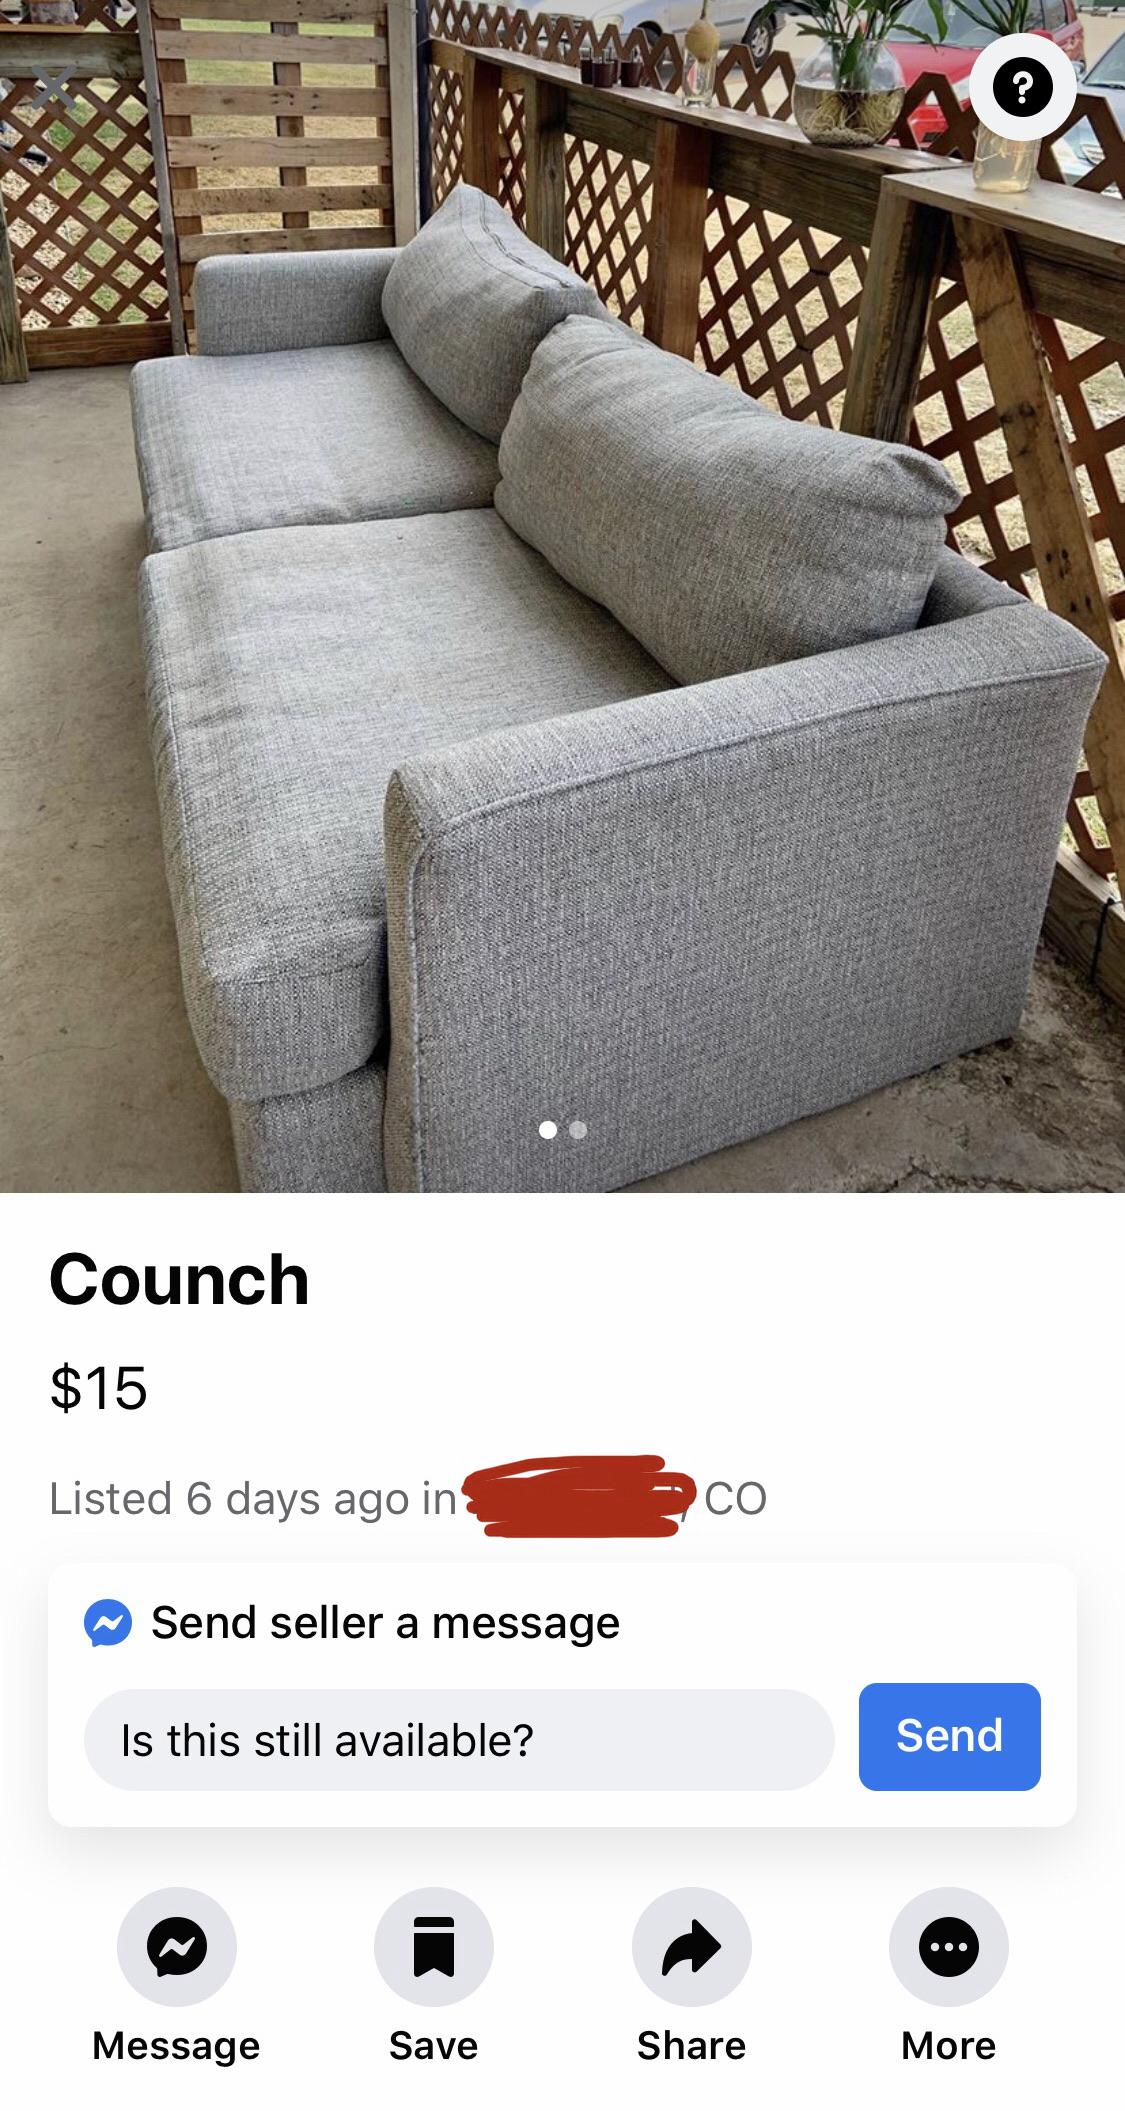 Counch
$15
Listed 6 days ago in CO
Send seller a message
Is this still available?
Send
Message
Save
Share
More